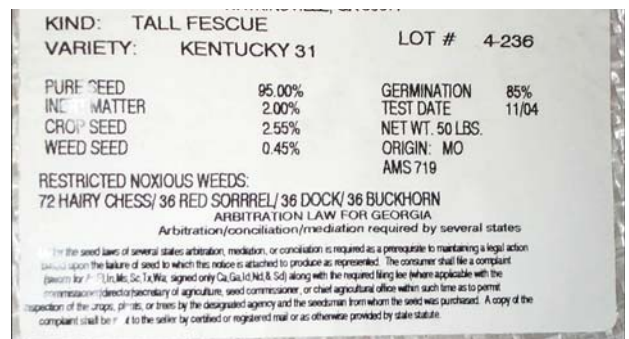 KIND: TALL FESCUE
VARIETY: KENTUCKY 31 LOT # 4-236
PURE SEED 95.00% GERMINATION 85%
MATTER 2.00% TEST DATE 11/04
CROP SEED 2.55% NET WT. 50 LBS.
WEED SEED 0.45% ORIGIN: MO
AMS 719
RESTRICTED NOXIOUS WEEDS:
72 HAIRY CHESS/ 36 RED SORRREL/ 36 DOCK/ 36 BUCKHORN
ARBITRATION LAW FOR GEORGIA
Arbitration/conciliation/mediation required by several states
the seed laws of several states arbitration, mediation, or conciliation is required as a prerequisite to maintaining a legal action
upon the failure of seed to which this notice is attached to produce as represented. The consumer shall file a complaint
for In,Ms,Sc,Tx,Wa, signed only Ca,Ga,Id,Nd,& Sd) along with the required filing fee (where applicable with the
director/secretary of agriculture, seed commissioner, or chief agricultural office within such time as to permit
inspection of the crops, or trees by the designated agency and the seedsman from whom the seed was purchased. A copy of the
complaint shall be to the seller by certified or registered mail or as otherwise provided by state statute.